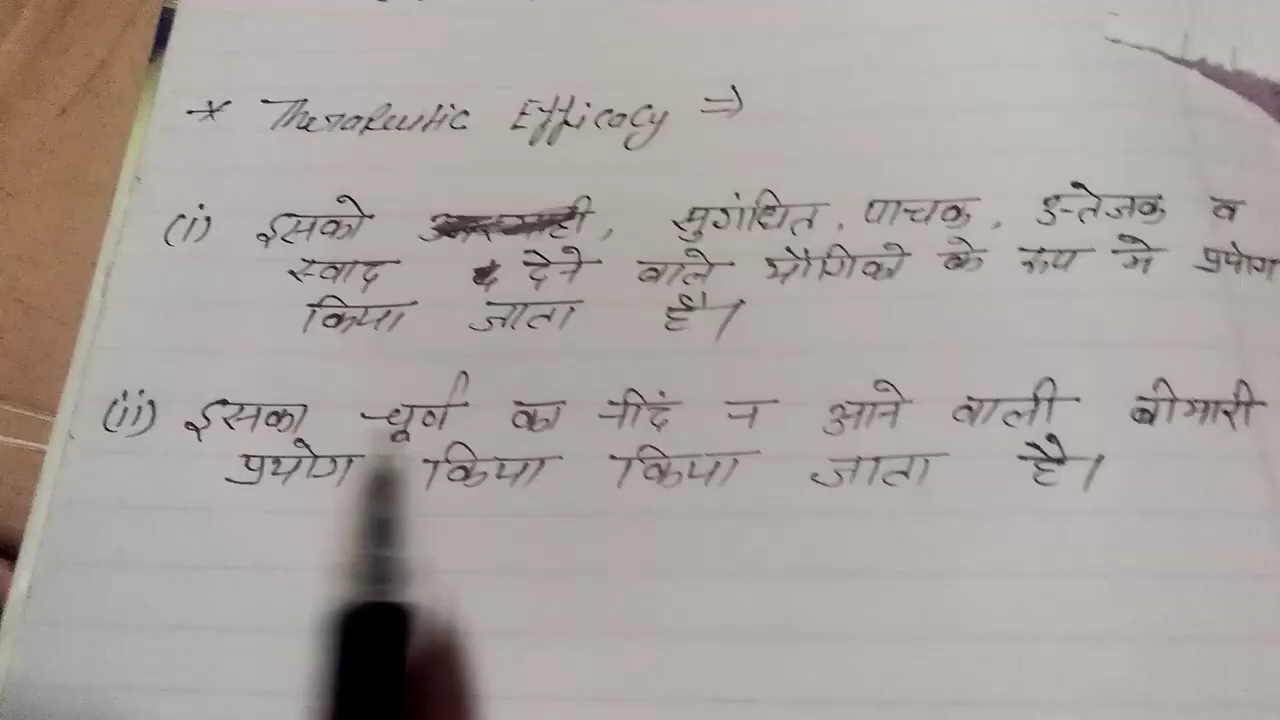 * Therapeutic Efficacy ⇒
(i) इसको , सुगंधित, पाचक, उत्तेजक व
स्वाद देने वाले यौगिको के रूप मे प्रयोग
किया जाता है।
(ii) इसका चूर्ण का नीदं न आने वाली बीमारी
प्रयोग किया किया जाता है।